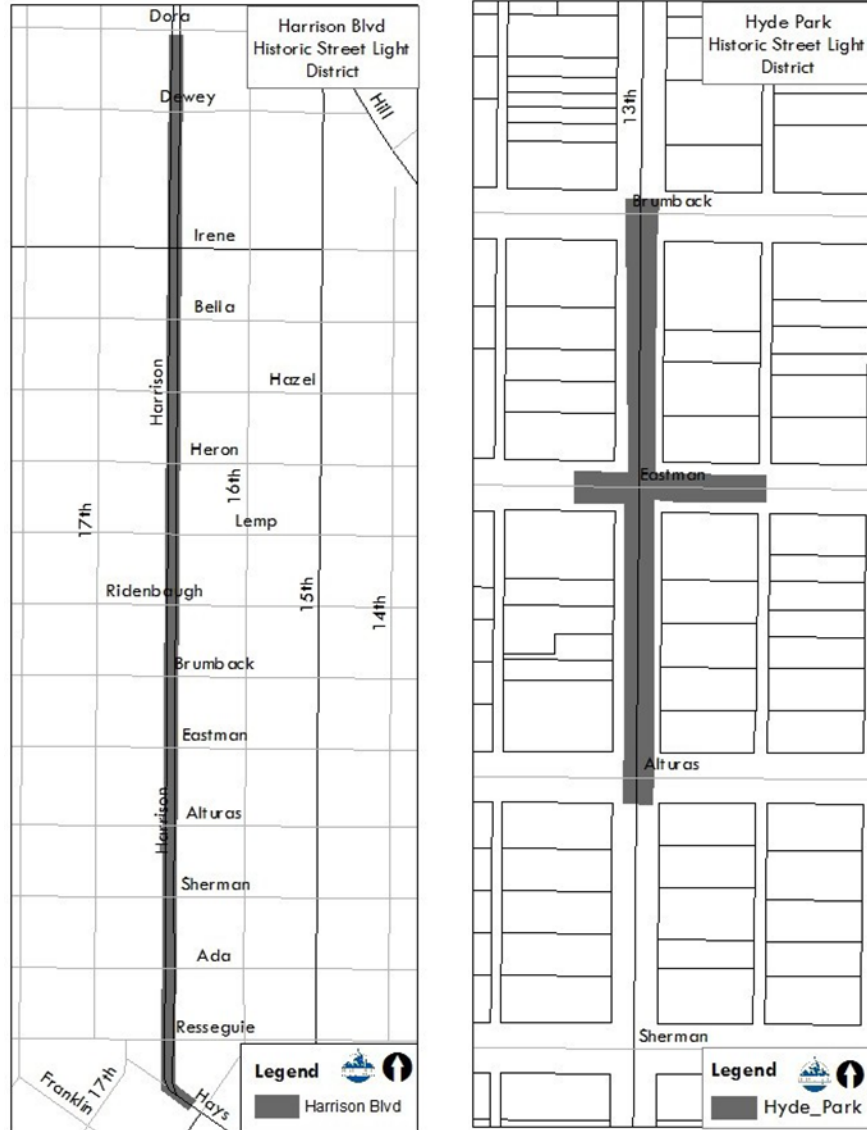 Dora
Harrison Blvd
Historic Street Light
District
Dewey
Hill
Irene
Bella
Harrison
Hazel
Heron
16th
17th
Lemp
Ridenbaugh
15th
14th
Brumback
Eastman
Harrison
Alturas
Sherman
Ada
Resseguie
Franklin
17th
Hays
Legend
Harrison Blvd
Hyde Park
Historic Street Light
District
13th
Brumback
Eastman
Alturas
Sherman
Legend
Hyde_Park